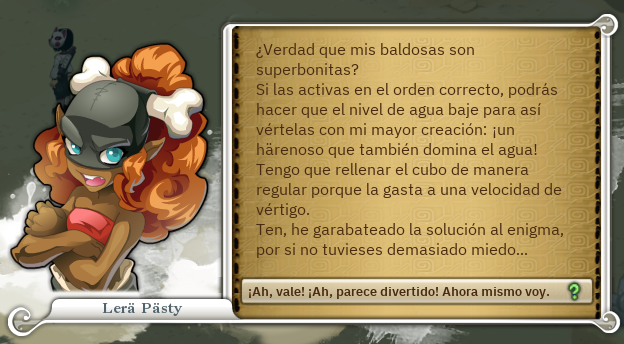 ¿Verdad que mis baldosas son
superbonitas?
Si las activas en el orden correcto, podrás
hacer que el nivel de agua baje para así
vértelas con mi mayor creación: ¡un
härenoso que también domina el agua!
Tengo que rellenar el cubo de manera
regular porque la gasta a una velocidad de
vértigo.
Ten, he garabateado la solución al enigma,
por si no tuvieses demasiado miedo...
¡Ah, vale! ¡Ah, parece divertido! Ahora mismo voy.
?
Lerä Pästy